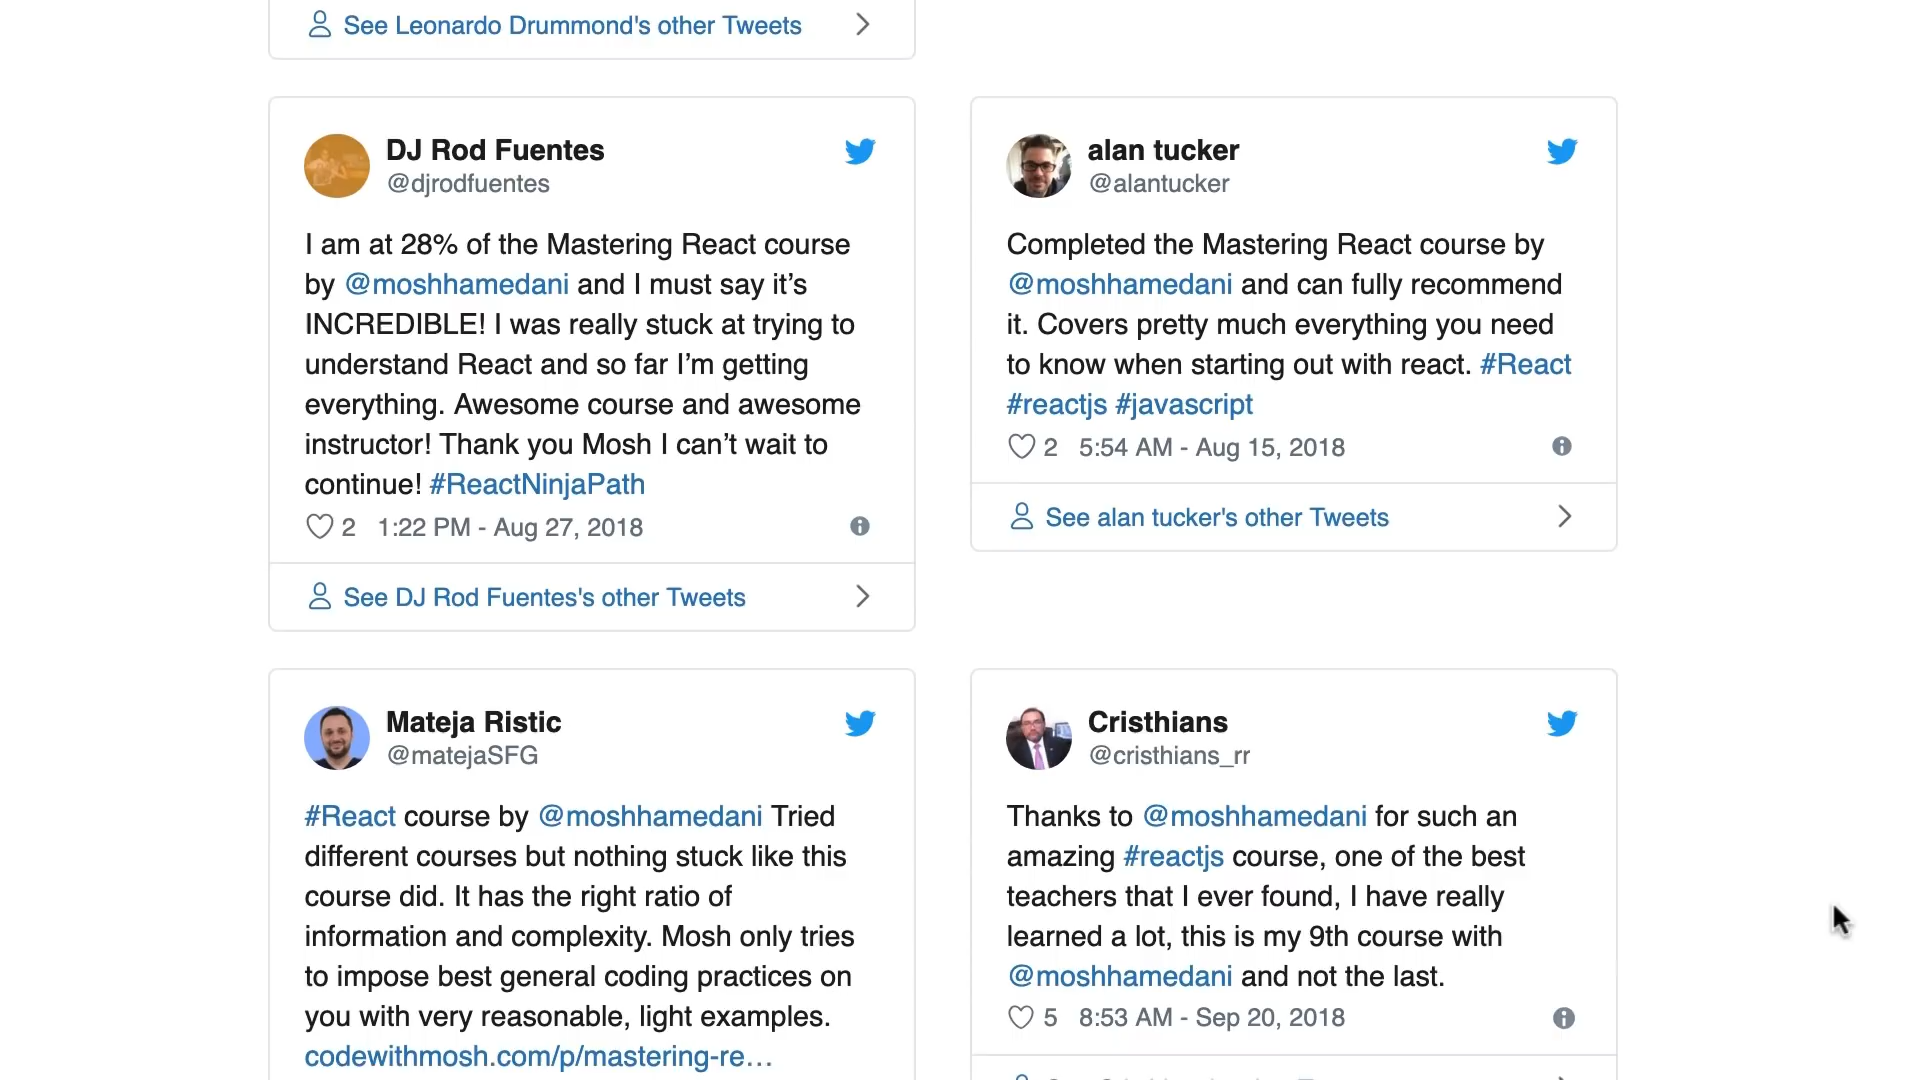 See Leonardo Drummond's other Tweets
DJ Rod Fuentes
@djrodfuentes
I am at 28% of the Mastering React course
by @moshhamedani and I must say it’s
INCREDIBLE! I was really stuck at trying to
understand React and so far I’m getting
everything. Awesome course and awesome
instructor! Thank you Mosh I can’t wait to
continue! #ReactNinjaPath
2 1:22 PM - Aug 27, 2018
See DJ Rod Fuentes's other Tweets
alan tucker
@alantucker
Completed the Mastering React course by
@moshhamedani and can fully recommend
it. Covers pretty much everything you need
to know when starting out with react. #React
#reactjs #javascript
2 5:54 AM - Aug 15, 2018
See alan tucker's other Tweets
Mateja Ristic
@matejaSFG
#React course by @moshhamedani Tried
different courses but nothing stuck like this
course did. It has the right ratio of
information and complexity. Mosh only tries
to impose best general coding practices on
you with very reasonable, light examples.
codewithmosh.com/p/mastering-re…
Cristhians
@cristhians_rr
Thanks to @moshhamedani for such an
amazing #reactjs course, one of the best
teachers that I ever found, I have really
learned a lot, this is my 9th course with
@moshhamedani and not the last.
5 8:53 AM - Sep 20, 2018